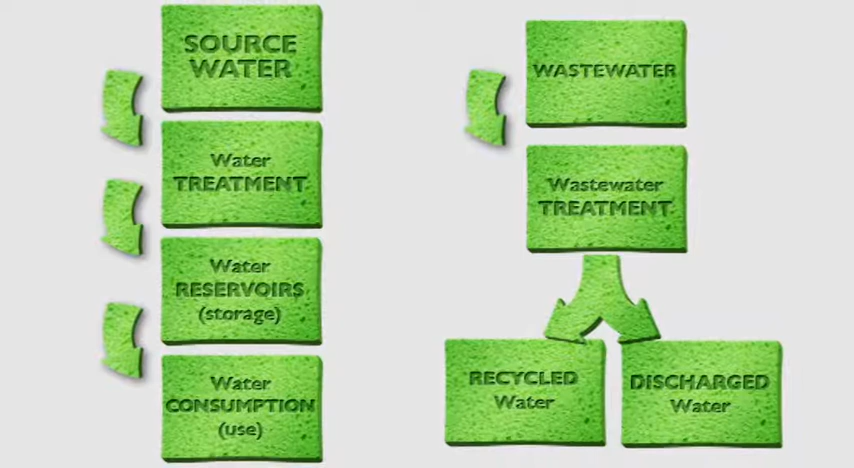 SOURCE
WATER
Water
TREATMENT
Water
RESERVOIRS
(storage)
Water
CONSUMPTION
(use)
WASTEWATER
Wastewater
TREATMENT
RECYCLED
Water
DISCHARGED
Water